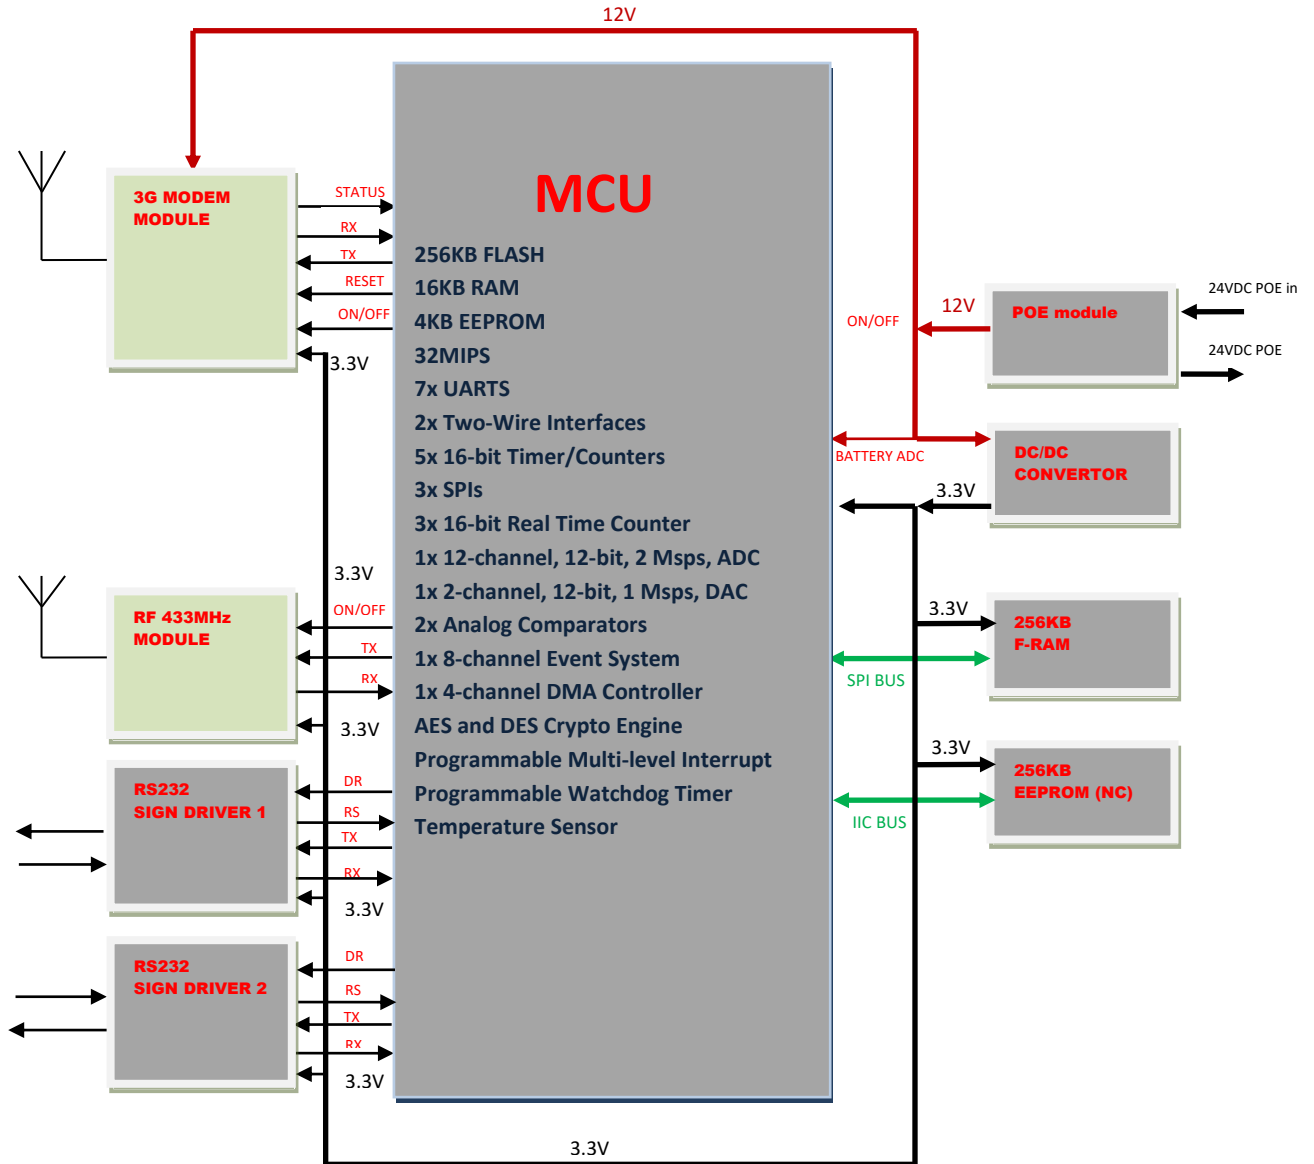 12V
3G MODEM
MODULE
STATUS
RX
TX
RESET
ON/OFF
3.3V
MCU
256KB FLASH
16KB RAM
4KB EEPROM
32MIPS
7x UARTS
2x Two-Wire Interfaces
5x 16-bit Timer/Counters
3x SPIs
3x 16-bit Real Time Counter
1x 12-channel, 12-bit, 2 Msps, ADC
1x 2-channel, 12-bit, 1 Msps, DAC
2x Analog Comparators
1x 8-channel Event System
1x 4-channel DMA Controller
AES and DES Crypto Engine
Programmable Multi-level Interrupt
Programmable Watchdog Timer
Temperature Sensor
ON/OFF
12V
POE module
24VDC POE in
24VDC POE
BATTERY ADC
DC/DC
CONVERTOR
3.3V
3.3V
256KB
F-RAM
SPI BUS
3.3V
256KB
EEPROM (NC)
IIC BUS
3.3V
RF 433MHz
MODULE
ON/OFF
TX
RX
3.3V
RS232
SIGN DRIVER 1
DR
RS
TX
RX
3.3V
RS232
SIGN DRIVER 2
DR
RS
TX
RX
3.3V
3.3V